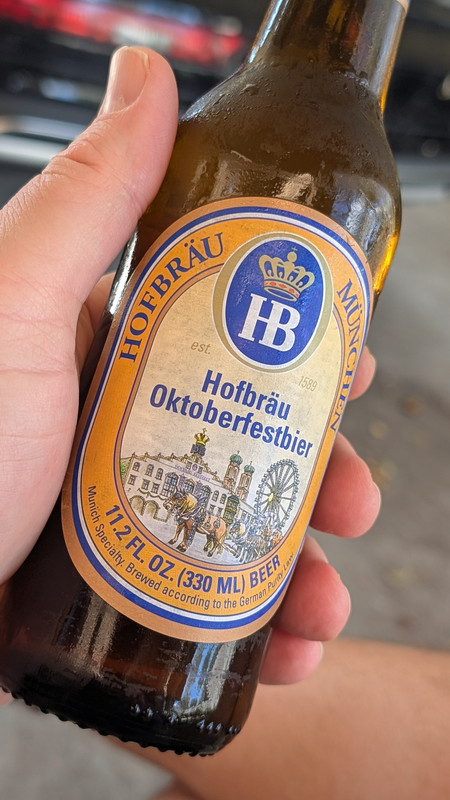 HOFBRÄU
MÜNCHEN
HB
est.
1589
Hofbräu
Oktoberfestbier
11.2 FL. OZ. (330 ML) BEER
Munich Specialty. Brewed according to the German Purity Law.